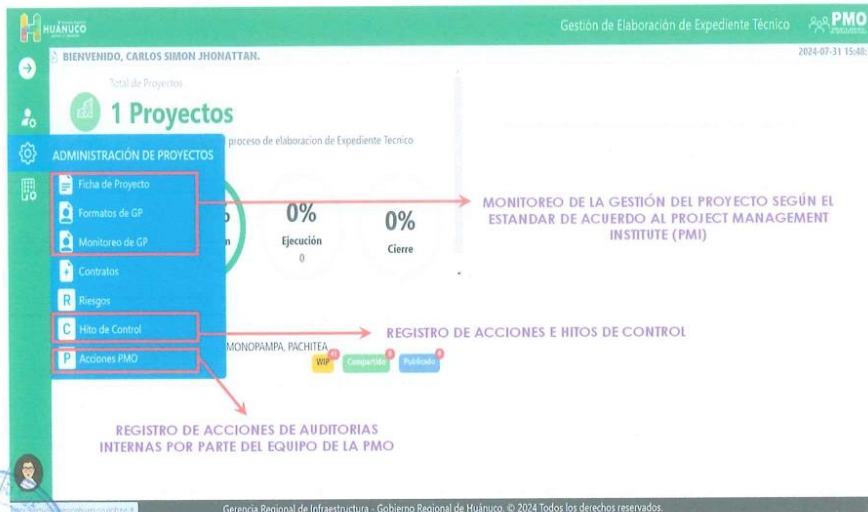 HUÁNUCO
Gestión de Elaboración de Expediente Técnico
PMO
BIENVENIDO, CARLOS SIMON JHONATTAN.
2024-07-31 15:48:
Total de Proyectos
1 Proyectos
proceso de elaboracion de Expediente Tecnico
ADMINISTRACIÓN DE PROYECTOS
Ficha de Proyecto
Formatos de GP
Monitoreo de GP
Contratos
R Riesgos
C Hito de Control
P Acciones PMO
0%
Ejecución
0
0%
Cierre
MONITOREO DE LA GESTIÓN DEL PROYECTO SEGÚN EL
ESTANDAR DE ACUERDO AL PROJECT MANAGEMENT
INSTITUTE (PMI)
REGISTRO DE ACCIONES E HITOS DE CONTROL
MONOPAMPA, PACHITEA
WIP
Compartido
Publicado
REGISTRO DE ACCIONES DE AUDITORIAS
INTERNAS POR PARTE DEL EQUIPO DE LA PMO
Gerencia Regional de Infraestructura - Gobierno Regional de Huánuco. © 2024 Todos los derechos reservados.